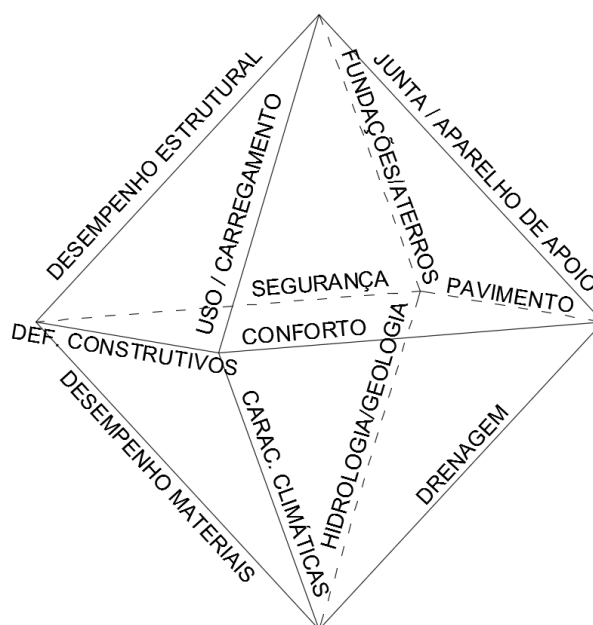 DESEMPENHO ESTRUTURAL
USO / CARREGAMENTO
FUNDAÇÕES/ATERROS
JUNTA / APARELHO DE APOIO
SEGURANÇA
PAVIMENTO
DEF. CONSTRUTIVOS
CONFORTO
DESEMPENHO MATERIAIS
CARAC. CLIMÁTICAS
HIDROLOGIA/GEOLOGIA
DRENAGEM